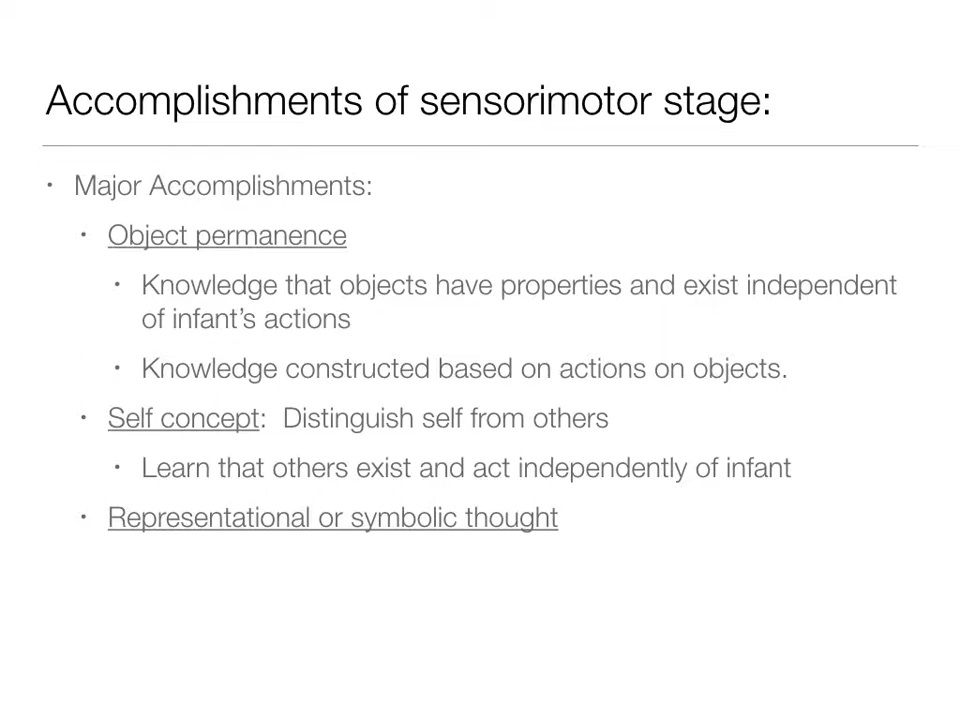 Accomplishments of sensorimotor stage:
• Major Accomplishments:
• Object permanence
• Knowledge that objects have properties and exist independent
of infant’s actions
• Knowledge constructed based on actions on objects.
• Self concept: Distinguish self from others
• Learn that others exist and act independently of infant
• Representational or symbolic thought